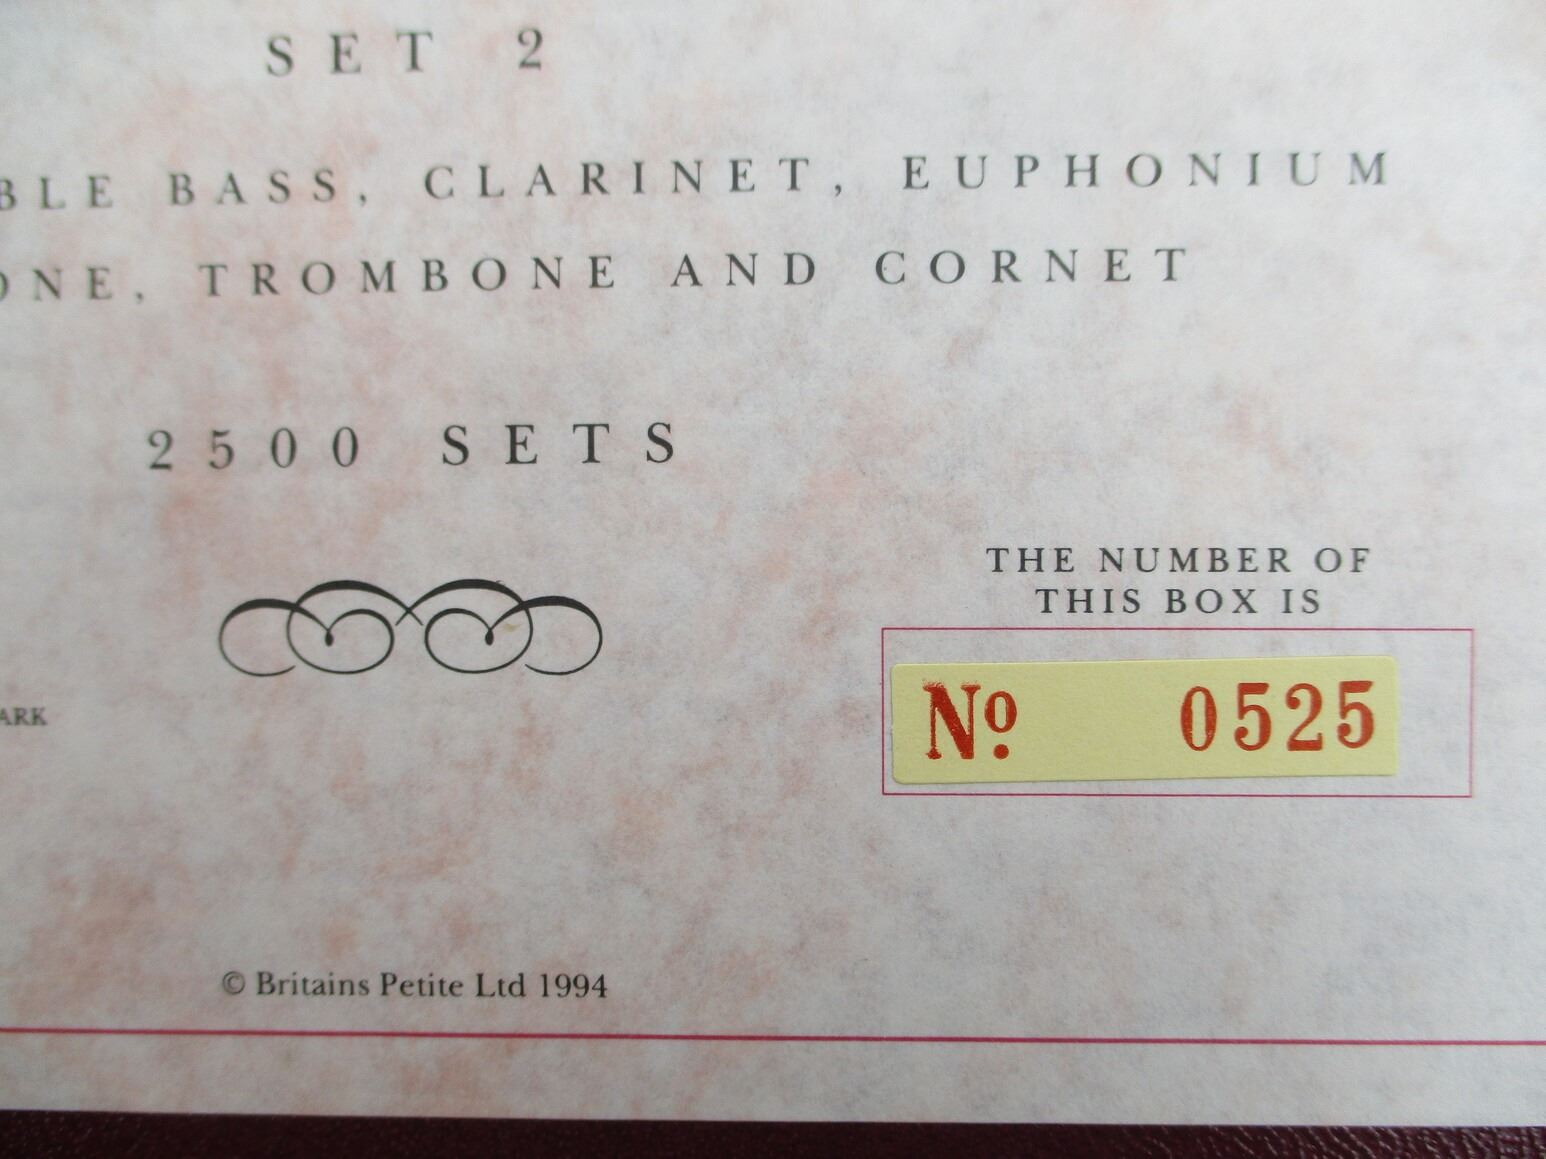 SET 2
BLE BASS, CLARINET, EUPHONIUM
ONE, TROMBONE AND CORNET
2500 SETS
THE NUMBER OF
THIS BOX IS
Nº 0525
ARK
© Britains Petite Ltd 1994